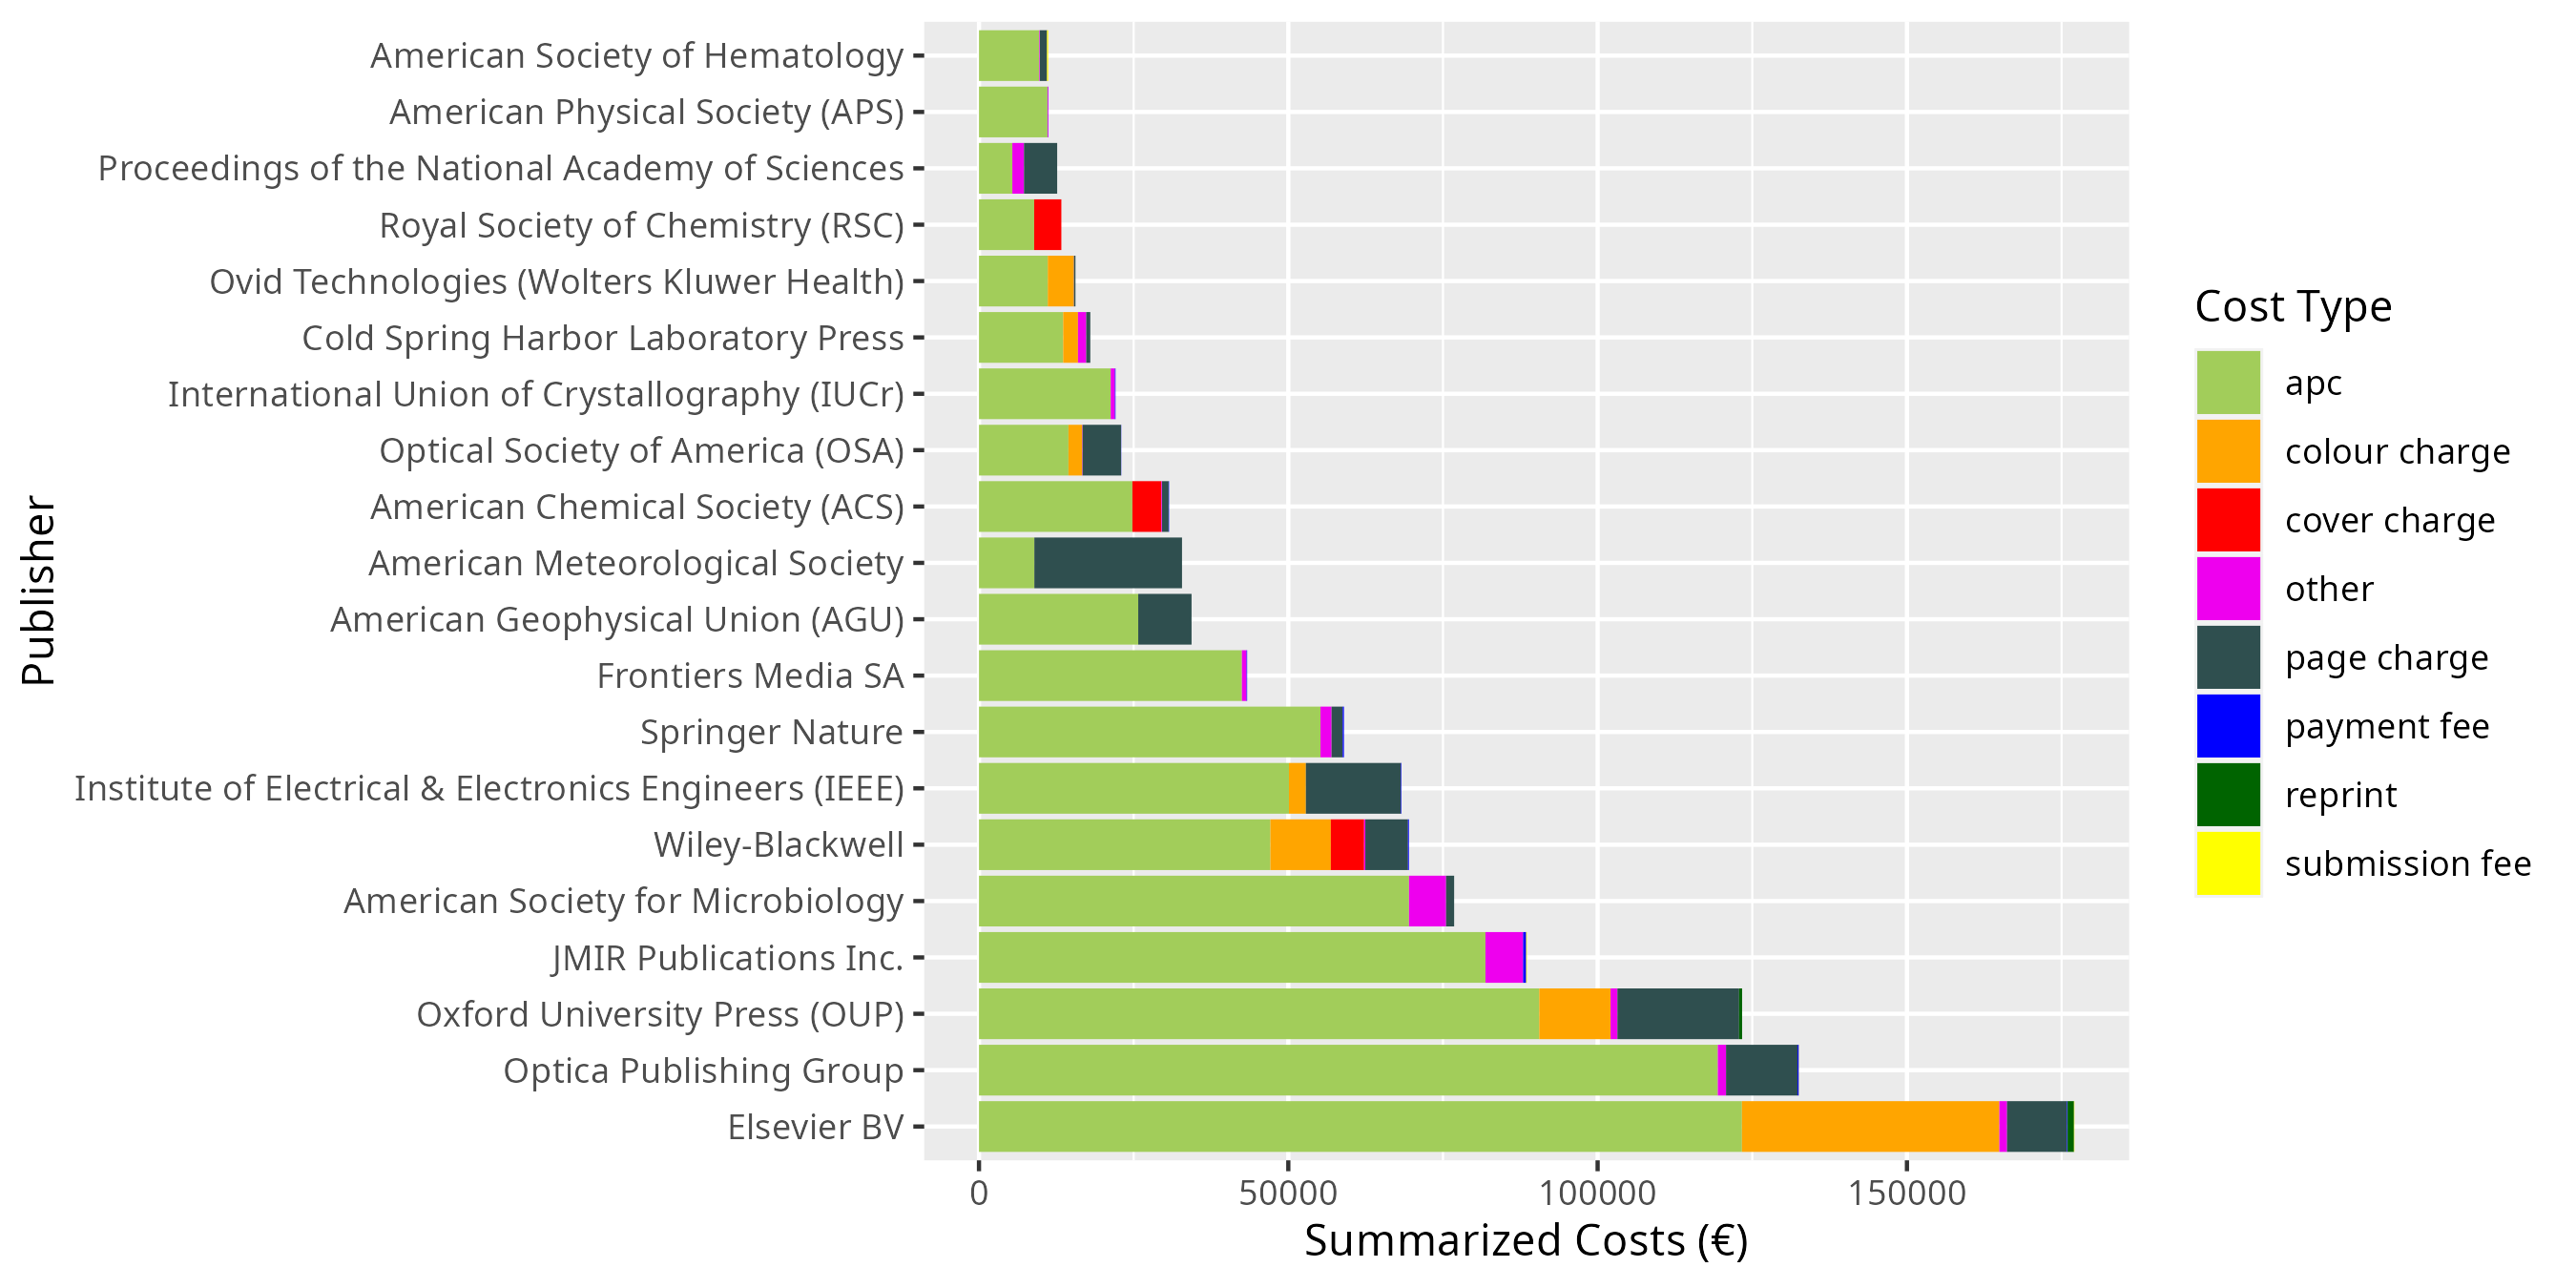 American Society of Hematology
American Physical Society (APS)
Proceedings of the National Academy of Sciences
Royal Society of Chemistry (RSC)
Ovid Technologies (Wolters Kluwer Health)
Cold Spring Harbor Laboratory Press
International Union of Crystallography (IUCr)
Optical Society of America (OSA)
American Chemical Society (ACS)
American Meteorological Society
American Geophysical Union (AGU)
Frontiers Media SA
Springer Nature
Institute of Electrical & Electronics Engineers (IEEE)
Wiley-Blackwell
American Society for Microbiology
JMIR Publications Inc.
Oxford University Press (OUP)
Optica Publishing Group
Elsevier BV
Publisher
0 50000 100000 150000
Summarized Costs (€)
Cost Type
apc
colour charge
cover charge
other
page charge
payment fee
reprint
submission fee